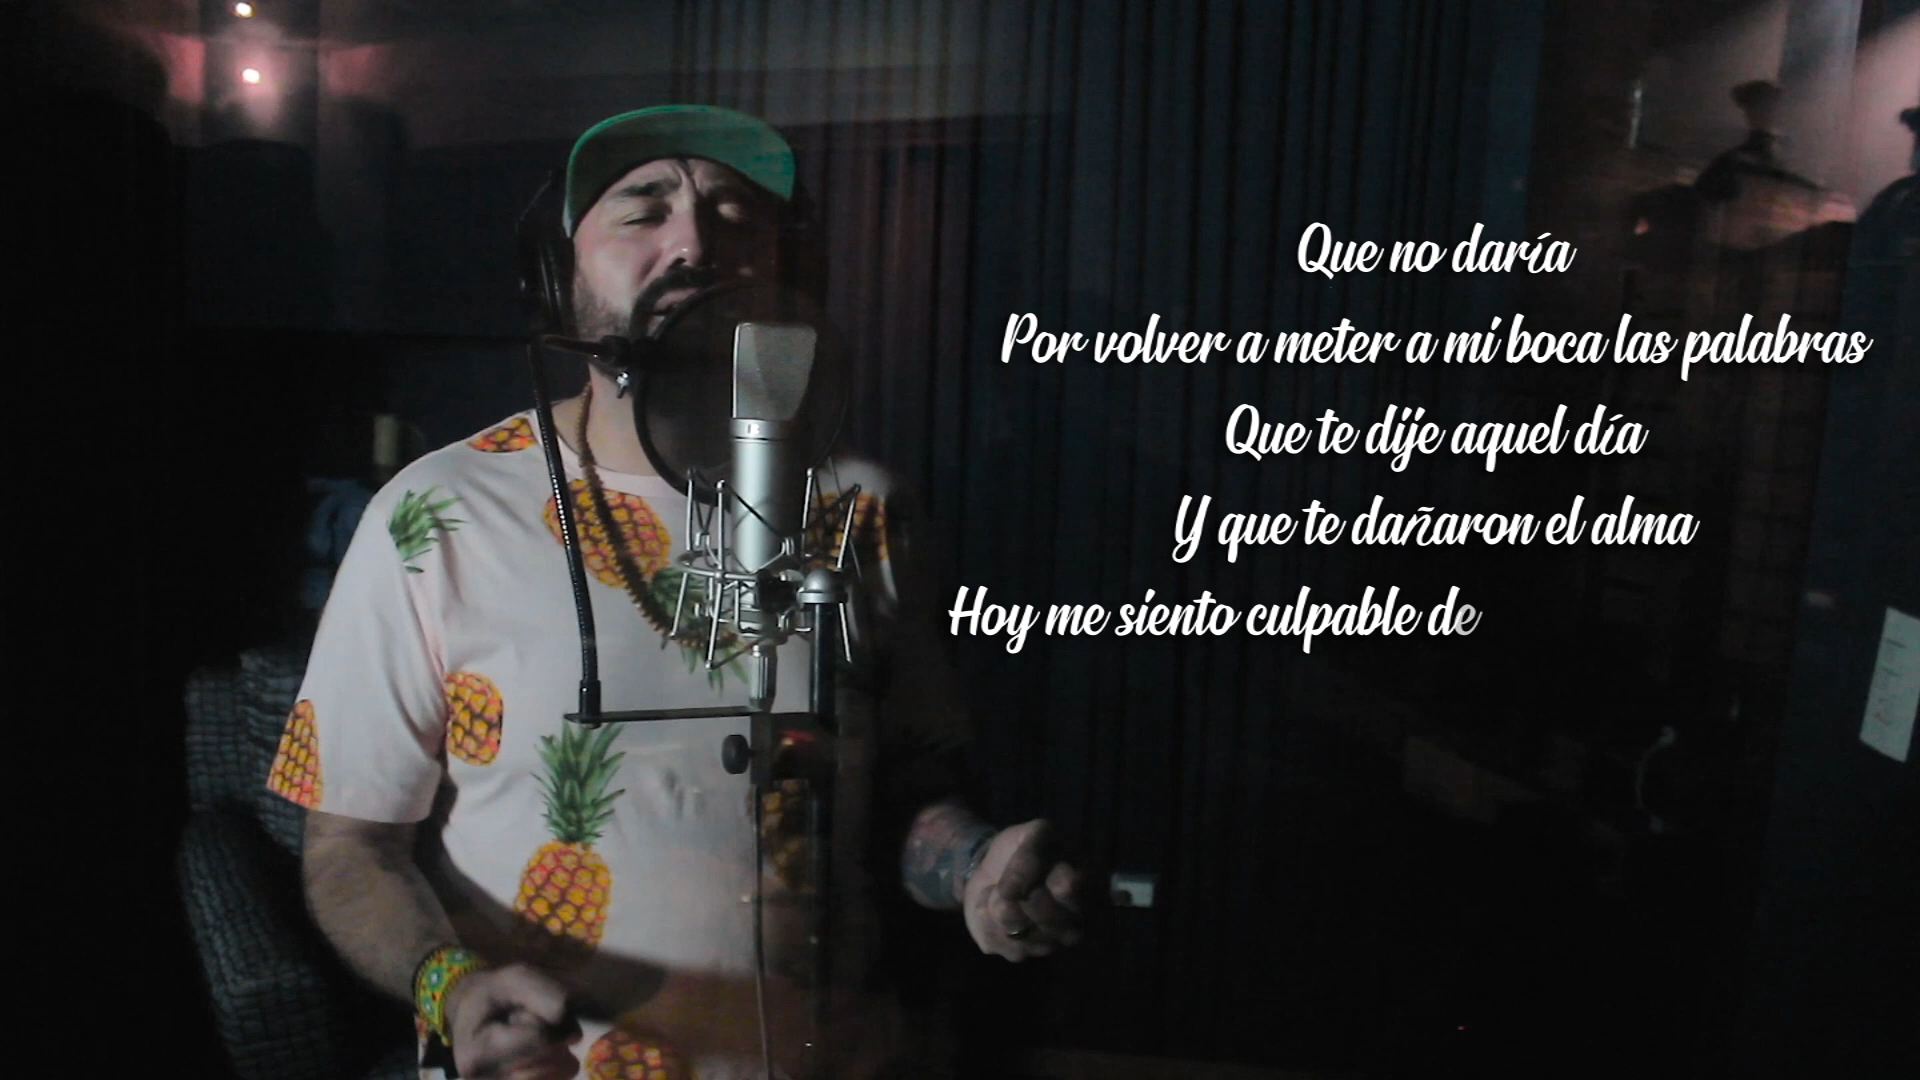 Que no daría
Por volver a meter a mi boca las palabras
Que te dije aquel día
Y que te dañaron el alma
Hoy me siento culpable de